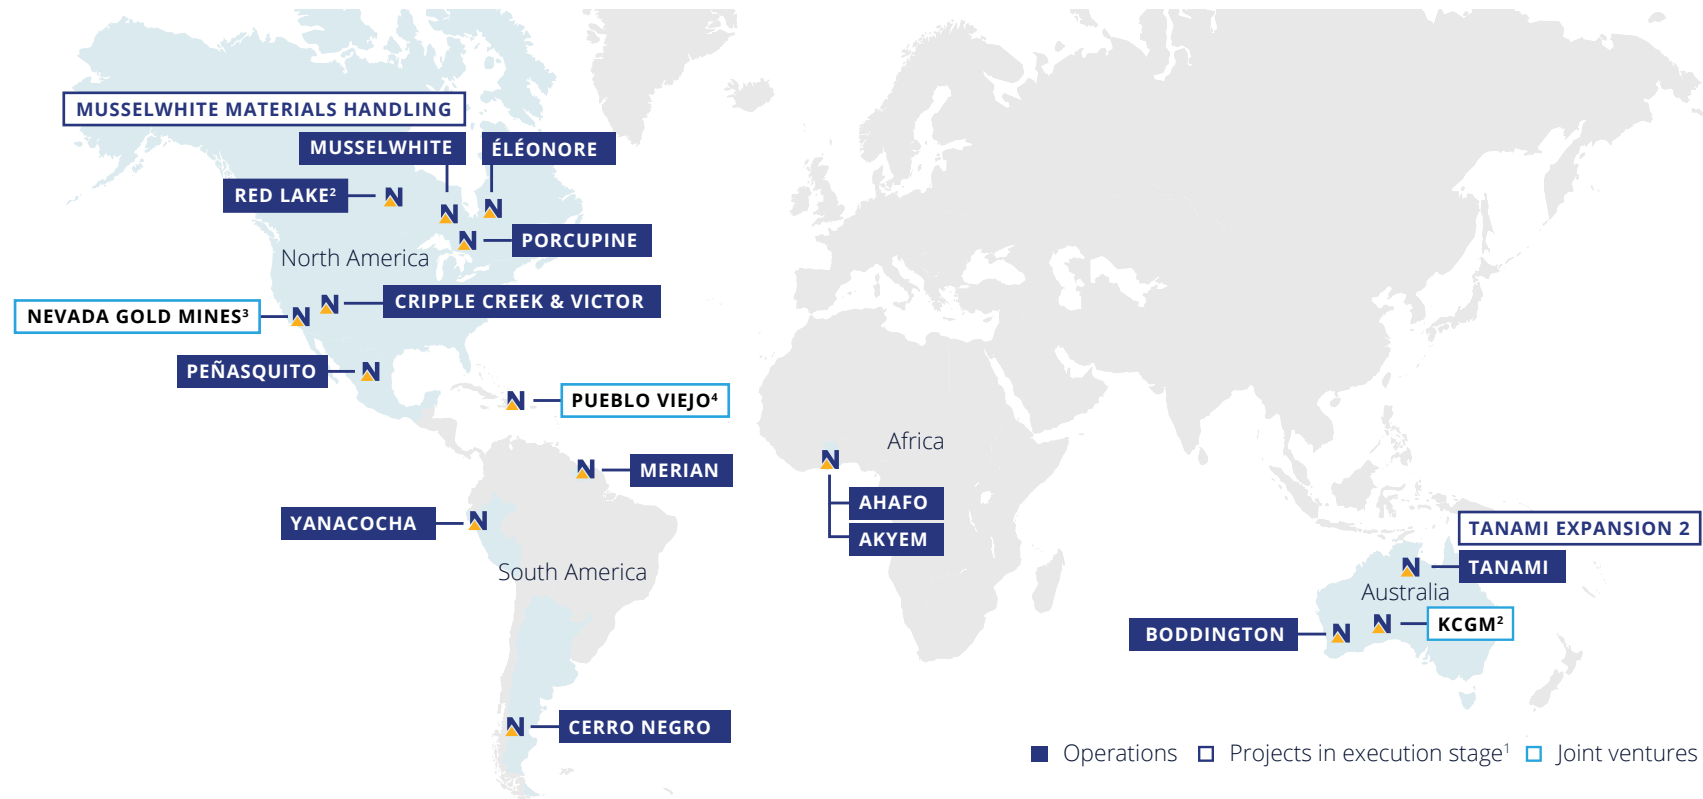 MUSSELWHITE MATERIALS HANDLING
MUSSELWHITE
ÉLÉONORE
RED LAKE²
PORCUPINE
North America
CRIPPLE CREEK & VICTOR
NEVADA GOLD MINES³
PEÑASQUITO
PUEBLO VIEJO⁴
Africa
MERIAN
AHAFO
YANACOCHA
AKYEM
South America
TANAMI EXPANSION 2
TANAMI
Australia
KCGM²
BODDINGTON
CERRO NEGRO
Operations Projects in execution stage¹ Joint ventures